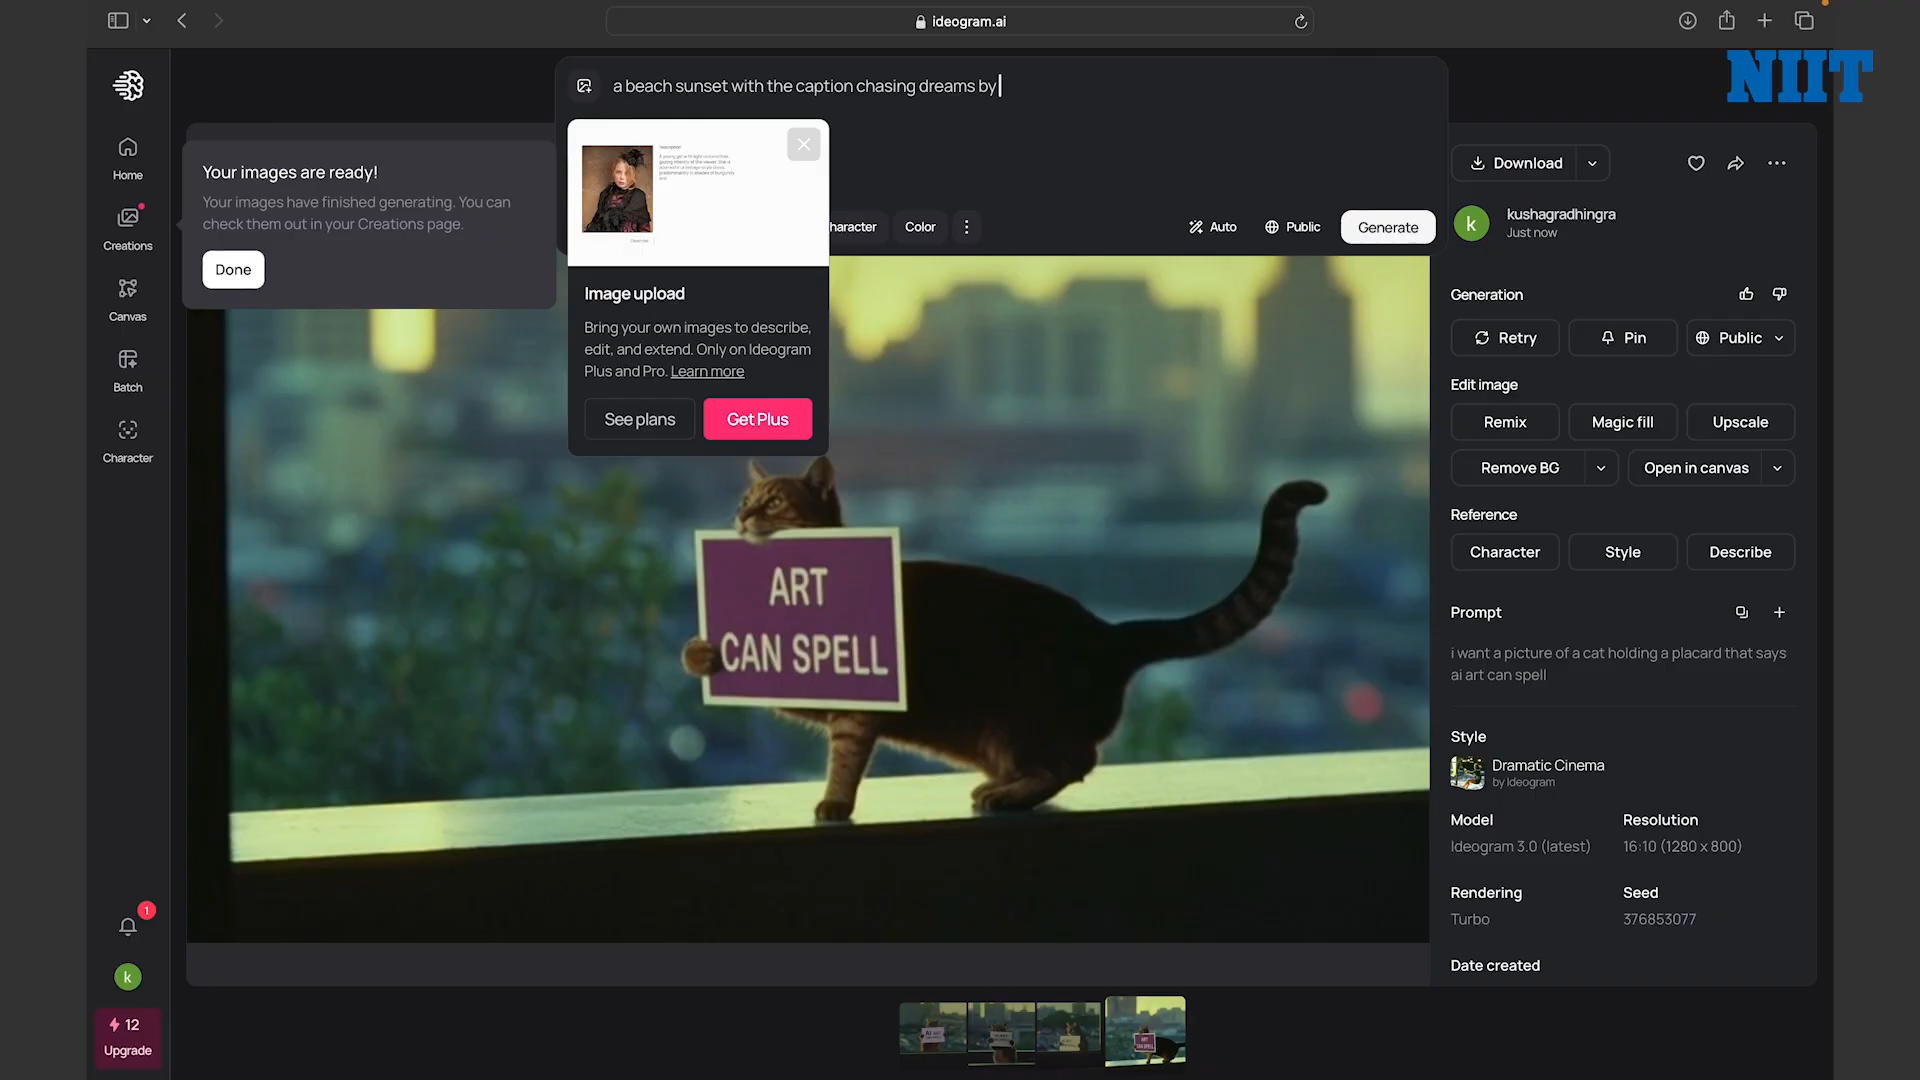 ideogram.ai
NIIT
a beach sunset with the caption chasing dreams by
Home
Creations
Canvas
Batch
Character
1
k
12
Upgrade
Your images are ready!
Your images have finished generating. You can
check them out in your Creations page.
Done
Description
Image upload
Bring your own images to describe,
edit, and extend. Only on Ideogram
Plus and Pro. Learn more
See plans
Get Plus
haracter
Color
Auto
Public
Generate
ART
CAN SPELL
Download
k
kushagradhingra
Just now
Generation
Retry
Pin
Public
Edit image
Remix
Magic fill
Upscale
Remove BG
Open in canvas
Reference
Character
Style
Describe
Prompt
i want a picture of a cat holding a placard that says
ai art can spell
Style
Dramatic Cinema
by Ideogram
Model
Resolution
Ideogram 3.0 (latest)
16:10 (1280 x 800)
Rendering
Seed
Turbo
376853077
Date created
ART
CAN SPELL